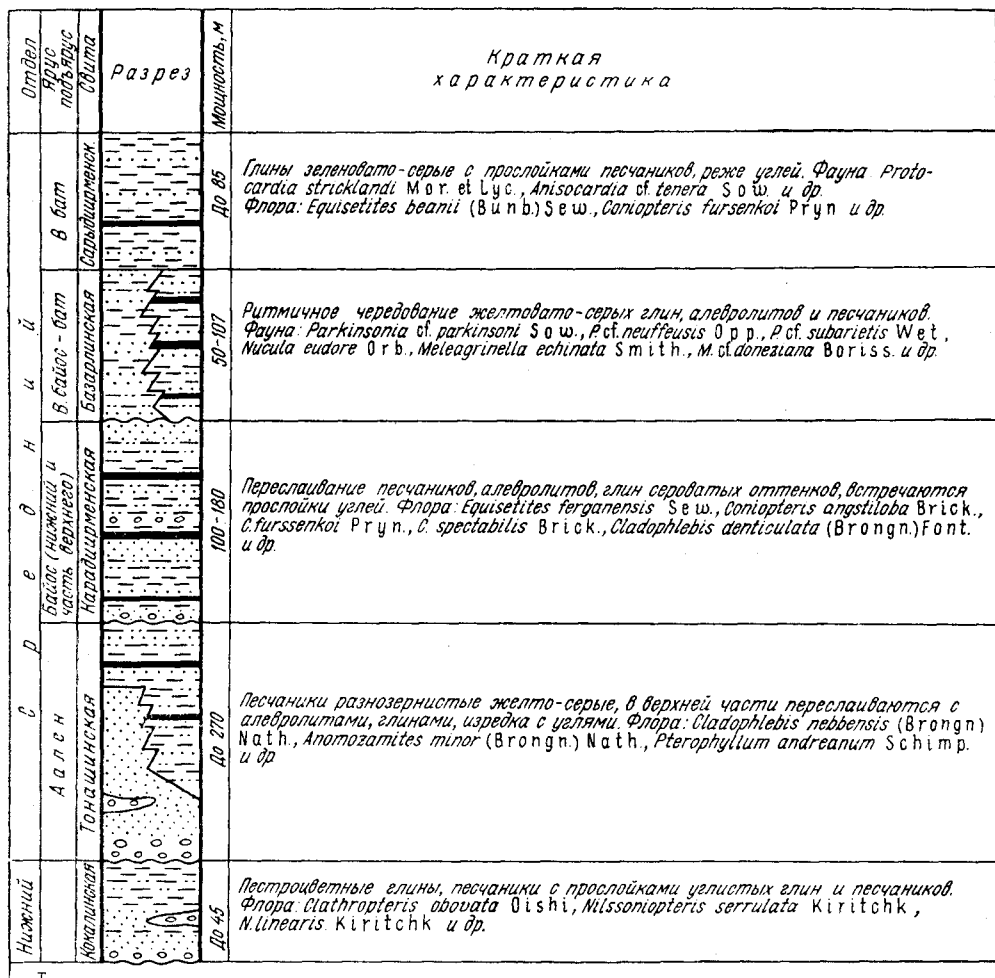 Отдел
Ярус
подъярус
Свита
Разрез
Мощность, м
Краткая
характеристика
Средний
В бат
Сарыдиирменск.
До 85
Глины зеленовато-серые с прослойками песчаников, реже углей. Фауна Proto-
cardia stricklandi Mor. et Lyc., Anisocardia cf. tenera Sow. и др.
Флора: Equisetites beanii (Bunb.) Sew., Coniopteris fursenkoi Pryn и др.
В. байос - бат
Базарлинская
50-107
Ритмичное чередование желтовато-серых глин, алевролитов и песчаников.
Фауна: Parkinsonia cf. parkinsoni Sow., P. cf. neuffeusis Opp., P. cf. subarietis Wet,
Nucula eudore Orb., Meleagrinella echinata Smith., M. cf. doneziana Boriss. и др.
Байос (нижний и
часть верхнего)
Карадиирменская
100-180
Переслаивание песчаников, алевролитов, глин сероватых оттенков, встречаются
прослойки углей. Флора: Equisetites ferganensis Sew., Coniopteris angstiloba Brick.,
C. furssenkoi Pryn., C. spectabilis Brick., Cladophlebis denticulata (Brongn.) Font.
и др.
Аален
Тонашинская
До 270
Песчаники разнозернистые желто-серые, в верхней части переслаиваются с
алевролитами, глинами, изредка с углями. Флора: Cladophlebis nebbensis (Brongn)
Nath., Anomozamites minor (Brongn.) Nath., Pterophyllum andreanum Schimp.
и др
Нижний
Кокалинская
До 45
Пестроцветные глины, песчаники с прослойками углистых глин и песчаников.
Флора: Clathropteris obovata Oishi, Nilssoniopteris serrulata Kiritchk,
N. linearis Kiritchk и др.
T